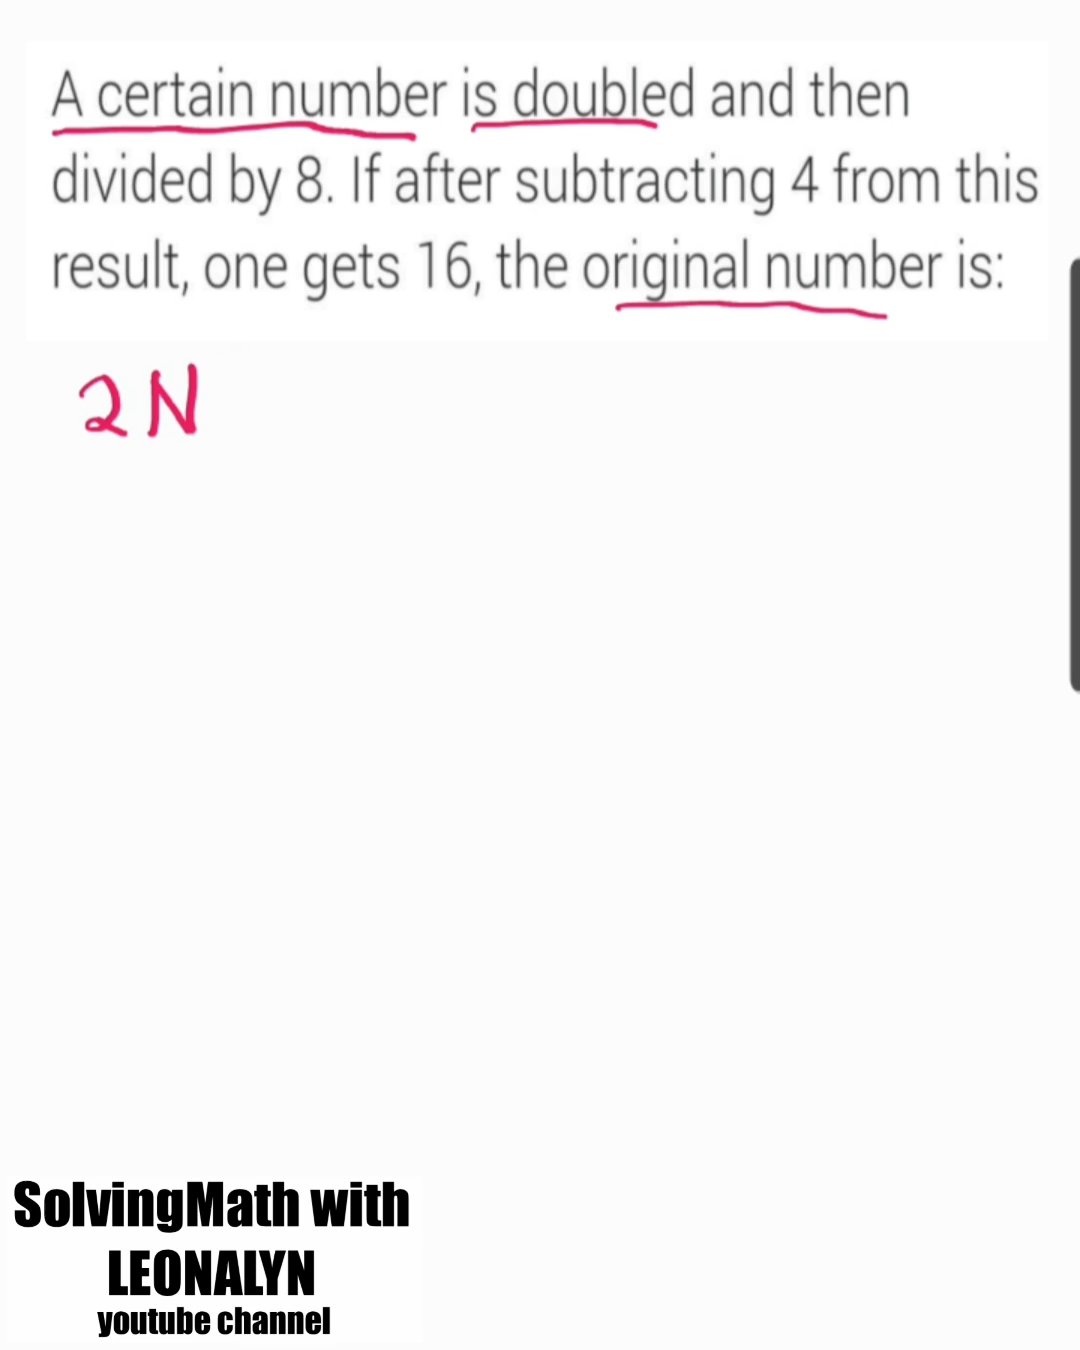 A certain number is doubled and then
divided by 8. If after subtracting 4 from this
result, one gets 16, the original number is:
2N
SolvingMath with
LEONALYN
youtube channel